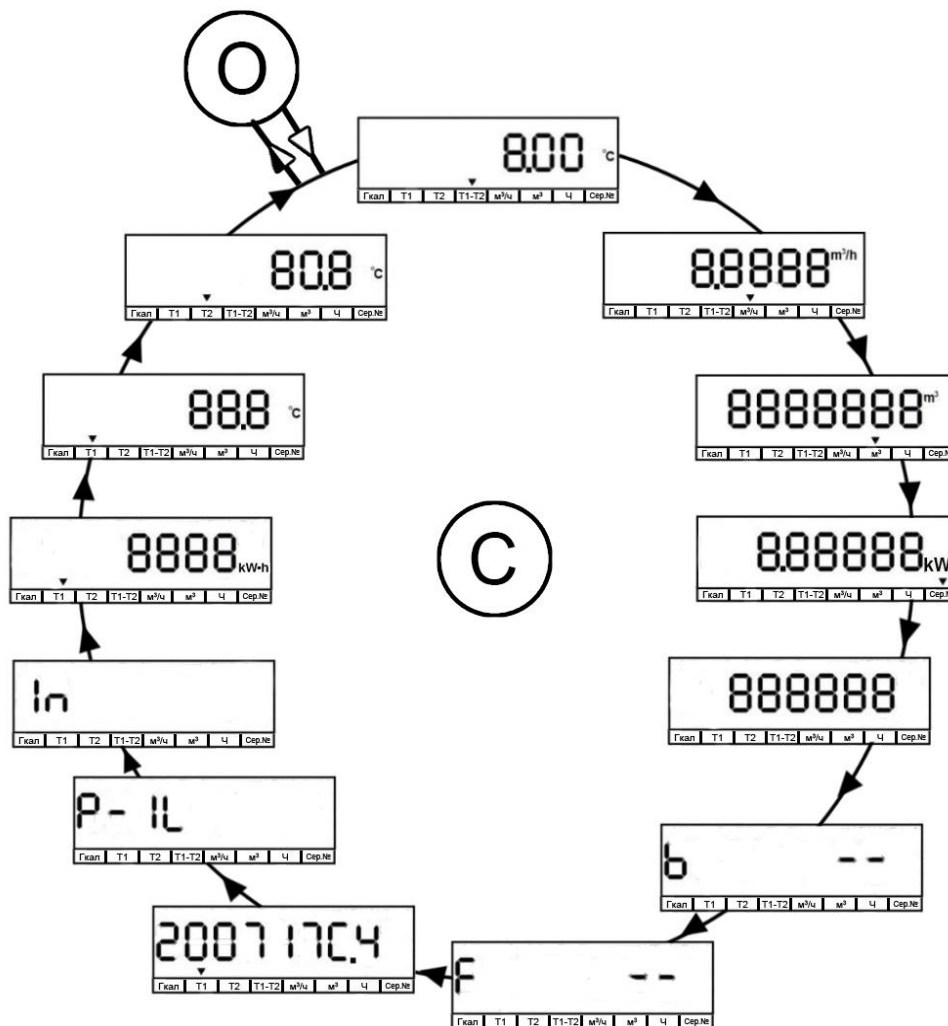 O
8.00 °C
Гкал T1 T2 T1-T2 м³/ч м³ Ч Сер.№
80.8 °C
Гкал T1 T2 T1-T2 м³/ч м³ Ч Сер.№
8.8888 m³/h
Гкал T1 T2 T1-T2 м³/ч м³ Ч Сер.№
88.8 °C
Гкал T1 T2 T1-T2 м³/ч м³ Ч Сер.№
8888888 m³
Гкал T1 T2 T1-T2 м³/ч м³ Ч Сер.№
8888 kW•h
Гкал T1 T2 T1-T2 м³/ч м³ Ч Сер.№
C
8.88888 kW
Гкал T1 T2 T1-T2 м³/ч м³ Ч Сер.№
In
Гкал T1 T2 T1-T2 м³/ч м³ Ч Сер.№
888888
Гкал T1 T2 T1-T2 м³/ч м³ Ч Сер.№
P- 1L
Гкал T1 T2 T1-T2 м³/ч м³ Ч Сер.№
b --
Гкал T1 T2 T1-T2 м³/ч м³ Ч Сер.№
200717C.4
Гкал T1 T2 T1-T2 м³/ч м³ Ч Сер.№
F --
Гкал T1 T2 T1-T2 м³/ч м³ Ч Сер.№